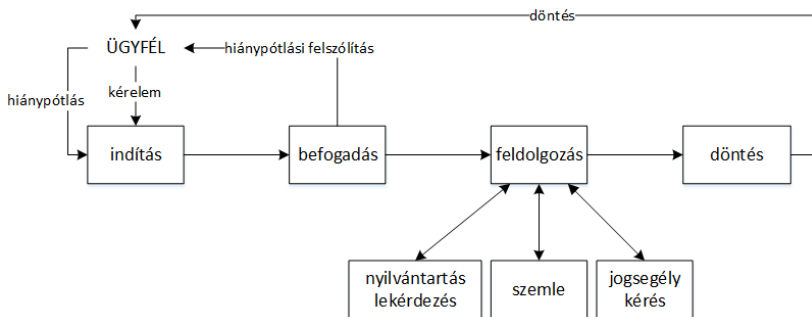 döntés
ÜGYFÉL
hiánypótlási felszólítás
kérelem
hiánypótlás
indítás
befogadás
feldolgozás
döntés
nyilvántartás
lekérdezés
szemle
jogsegély
kérés